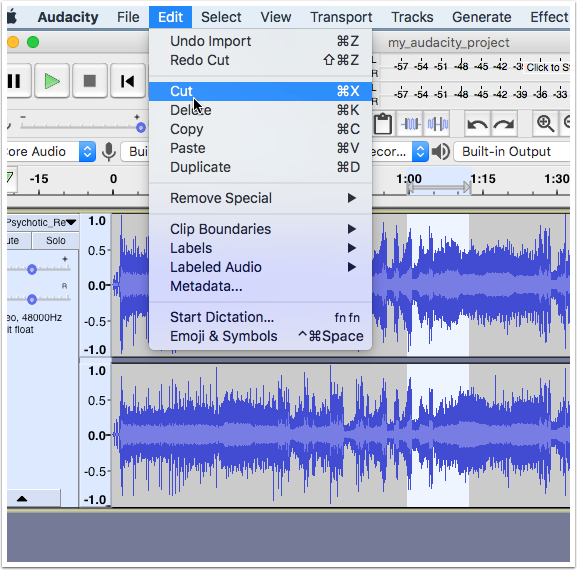 Audacity File Edit Select View Transport Tracks Generate Effect
my_audacity_project
Undo Import ⌘Z
Redo Cut ⇧⌘Z
Cut ⌘X
Delete ⌘K
Copy ⌘C
Paste ⌘V
Duplicate ⌘D
Remove Special
Clip Boundaries
Labels
Labeled Audio
Metadata...
Start Dictation... fn fn
Emoji & Symbols ^⌘Space
L
R
-57 -54 -51 -48 -45 -42 Click to St
L
R
-57 -54 -51 -48 -45 -42 -39 -36 -33
ore Audio Bui ecor... Built-in Output
-15 0 1:00 1:15 1:30
Psychotic_Re
ute Solo
+
R
eo, 48000Hz
it float
1.0
0.5
0.0
-0.5
-1.0
1.0
0.5
0.0
-0.5
-1.0